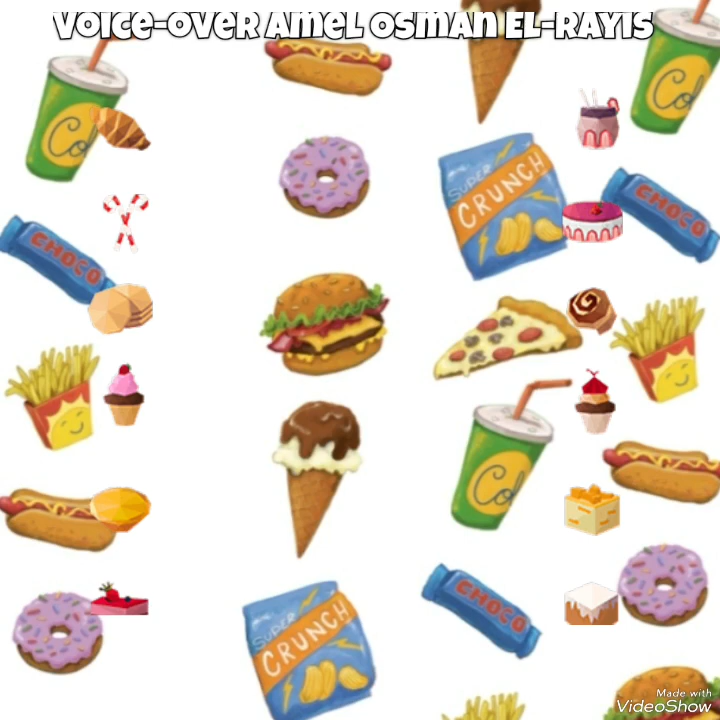 Voice-over Amel Osman El-Rayis
Col
Col
SUPER
CRUNCH
CHOCO
CHOCO
Col
SUPER
CRUNCH
CHOCO
Made with
VideoShow